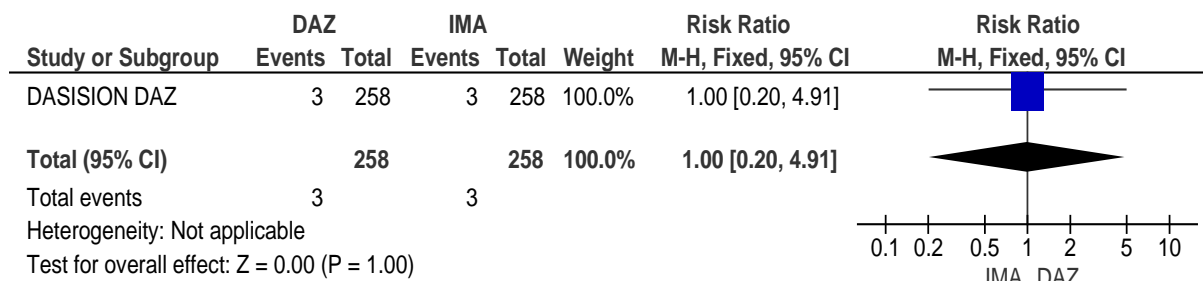 DAZ IMA Risk Ratio Risk Ratio
Study or Subgroup Events Total Events Total Weight M-H, Fixed, 95% CI M-H, Fixed, 95% CI
DASISION DAZ 3 258 3 258 100.0% 1.00 [0.20, 4.91]
Total (95% CI) 258 258 100.0% 1.00 [0.20, 4.91]
Total events 3 3
Heterogeneity: Not applicable
Test for overall effect: Z = 0.00 (P = 1.00)
0.1 0.2 0.5 1 2 5 10
IMA DAZ